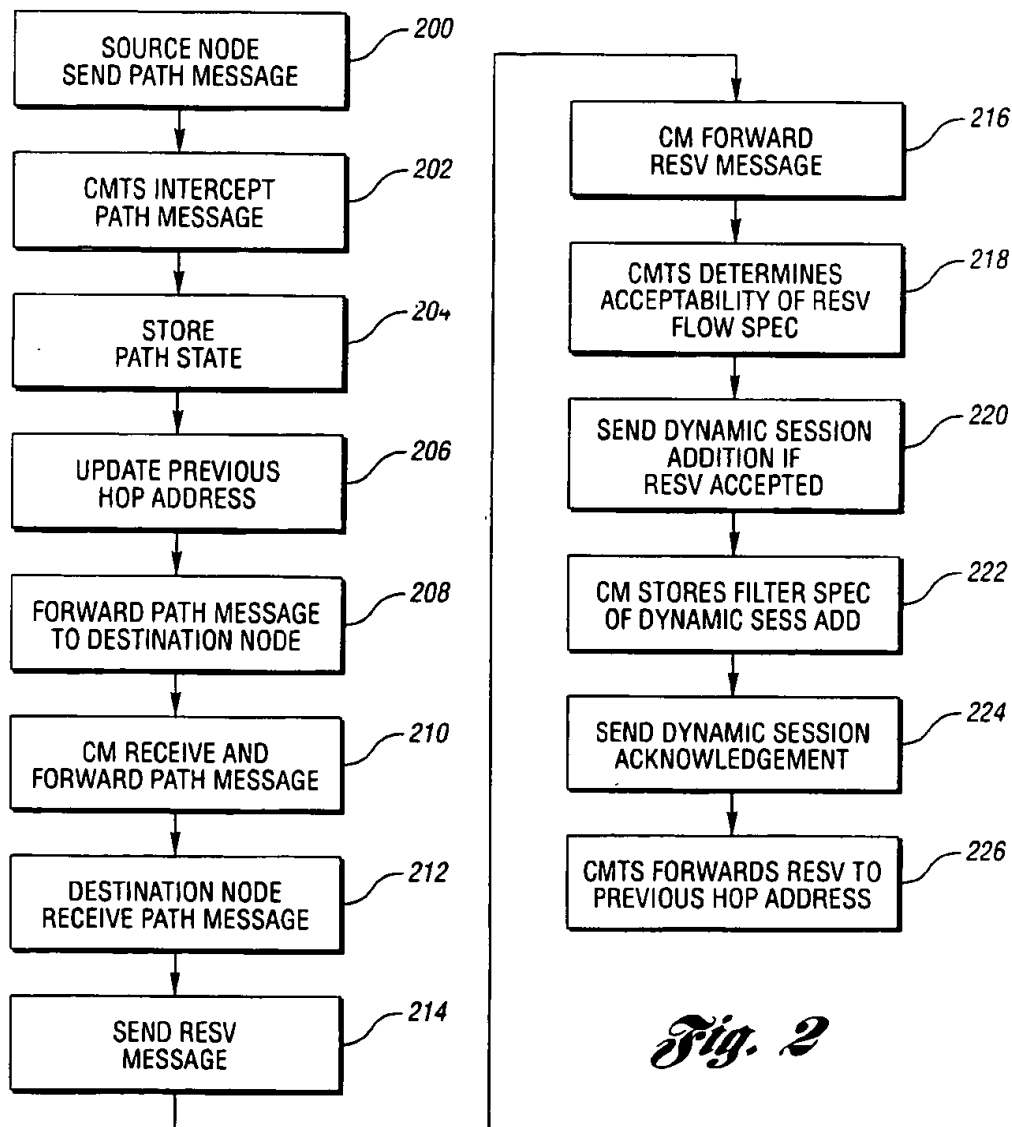 SOURCE NODE
SEND PATH MESSAGE
200
CMTS INTERCEPT
PATH MESSAGE
202
STORE
PATH STATE
204
UPDATE PREVIOUS
HOP ADDRESS
206
FORWARD PATH MESSAGE
TO DESTINATION NODE
208
CM RECEIVE AND
FORWARD PATH MESSAGE
210
DESTINATION NODE
RECEIVE PATH MESSAGE
212
SEND RESV
MESSAGE
214
CM FORWARD
RESV MESSAGE
216
CMTS DETERMINES
ACCEPTABILITY OF RESV
FLOW SPEC
218
SEND DYNAMIC SESSION
ADDITION IF
RESV ACCEPTED
220
CM STORES FILTER SPEC
OF DYNAMIC SESS ADD
222
SEND DYNAMIC SESSION
ACKNOWLEDGEMENT
224
CMTS FORWARDS RESV TO
PREVIOUS HOP ADDRESS
226
Fig. 2